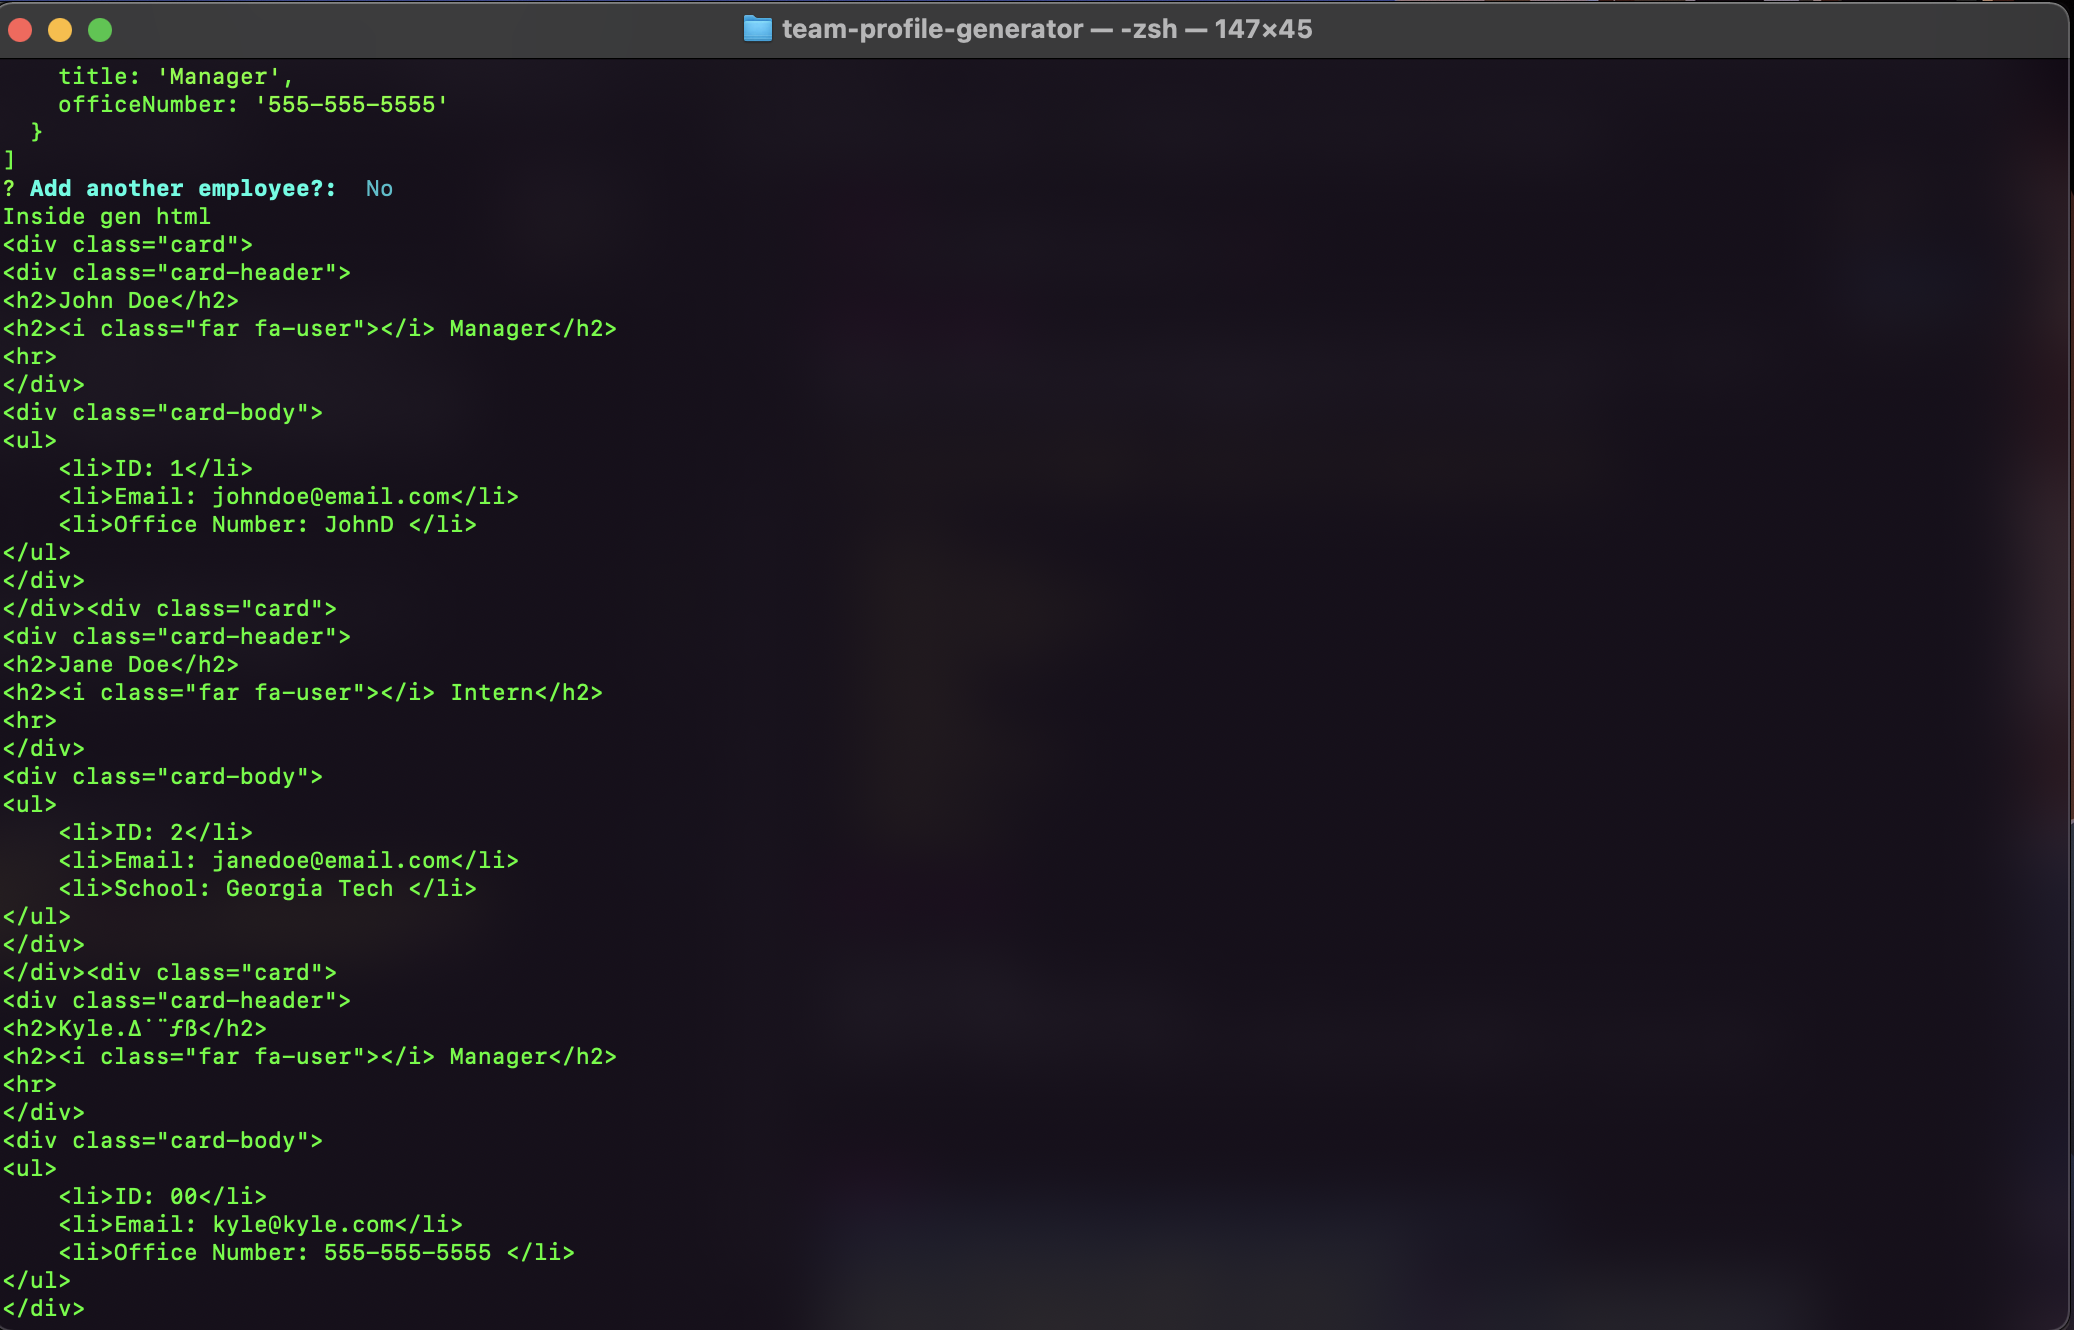 team-profile-generator — -zsh — 147×45
    title: 'Manager',
    officeNumber: '555-555-5555'
  }
]
? Add another employee?:  No
Inside gen html
<div class="card">
<div class="card-header">
<h2>John Doe</h2>
<h2><i class="far fa-user"></i> Manager</h2>
<hr>
</div>
<div class="card-body">
<ul>
    <li>ID: 1</li>
    <li>Email: johndoe@email.com</li>
    <li>Office Number: JohnD </li>
</ul>
</div>
</div><div class="card">
<div class="card-header">
<h2>Jane Doe</h2>
<h2><i class="far fa-user"></i> Intern</h2>
<hr>
</div>
<div class="card-body">
<ul>
    <li>ID: 2</li>
    <li>Email: janedoe@email.com</li>
    <li>School: Georgia Tech </li>
</ul>
</div>
</div><div class="card">
<div class="card-header">
<h2>Kyle.∆˙¨ƒß</h2>
<h2><i class="far fa-user"></i> Manager</h2>
<hr>
</div>
<div class="card-body">
<ul>
    <li>ID: 00</li>
    <li>Email: kyle@kyle.com</li>
    <li>Office Number: 555-555-5555 </li>
</ul>
</div>